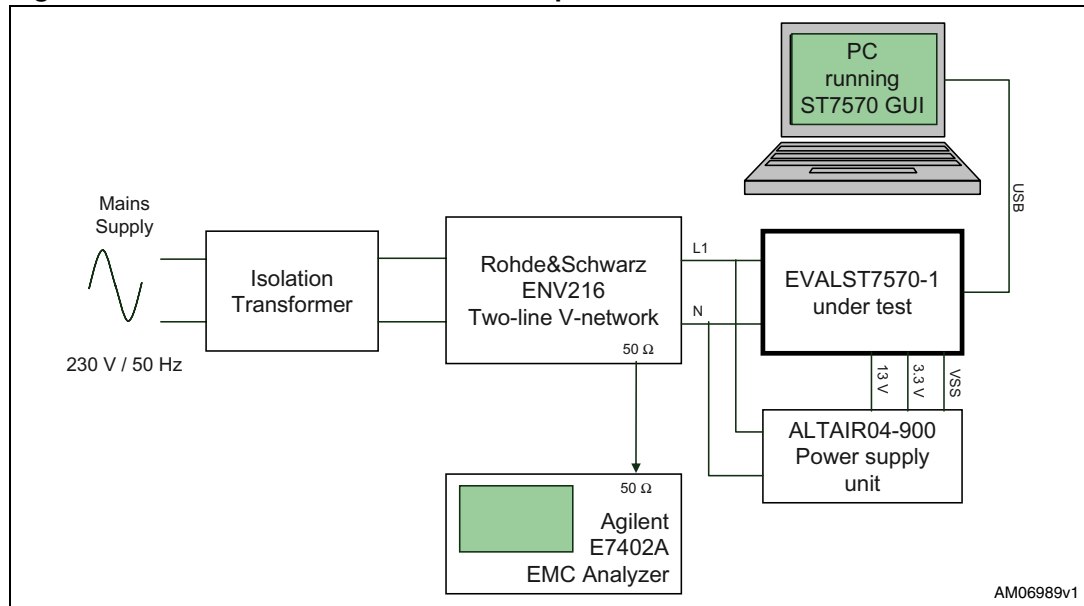 PC
running
ST7570 GUI
USB
Mains
Supply
230 V / 50 Hz
Isolation
Transformer
Rohde&Schwarz
ENV216
Two-line V-network
50 Ω
L1
N
EVALST7570-1
under test
13 V
3.3 V
VSS
ALTAIR04-900
Power supply
unit
50 Ω
Agilent
E7402A
EMC Analyzer
AM06989v1